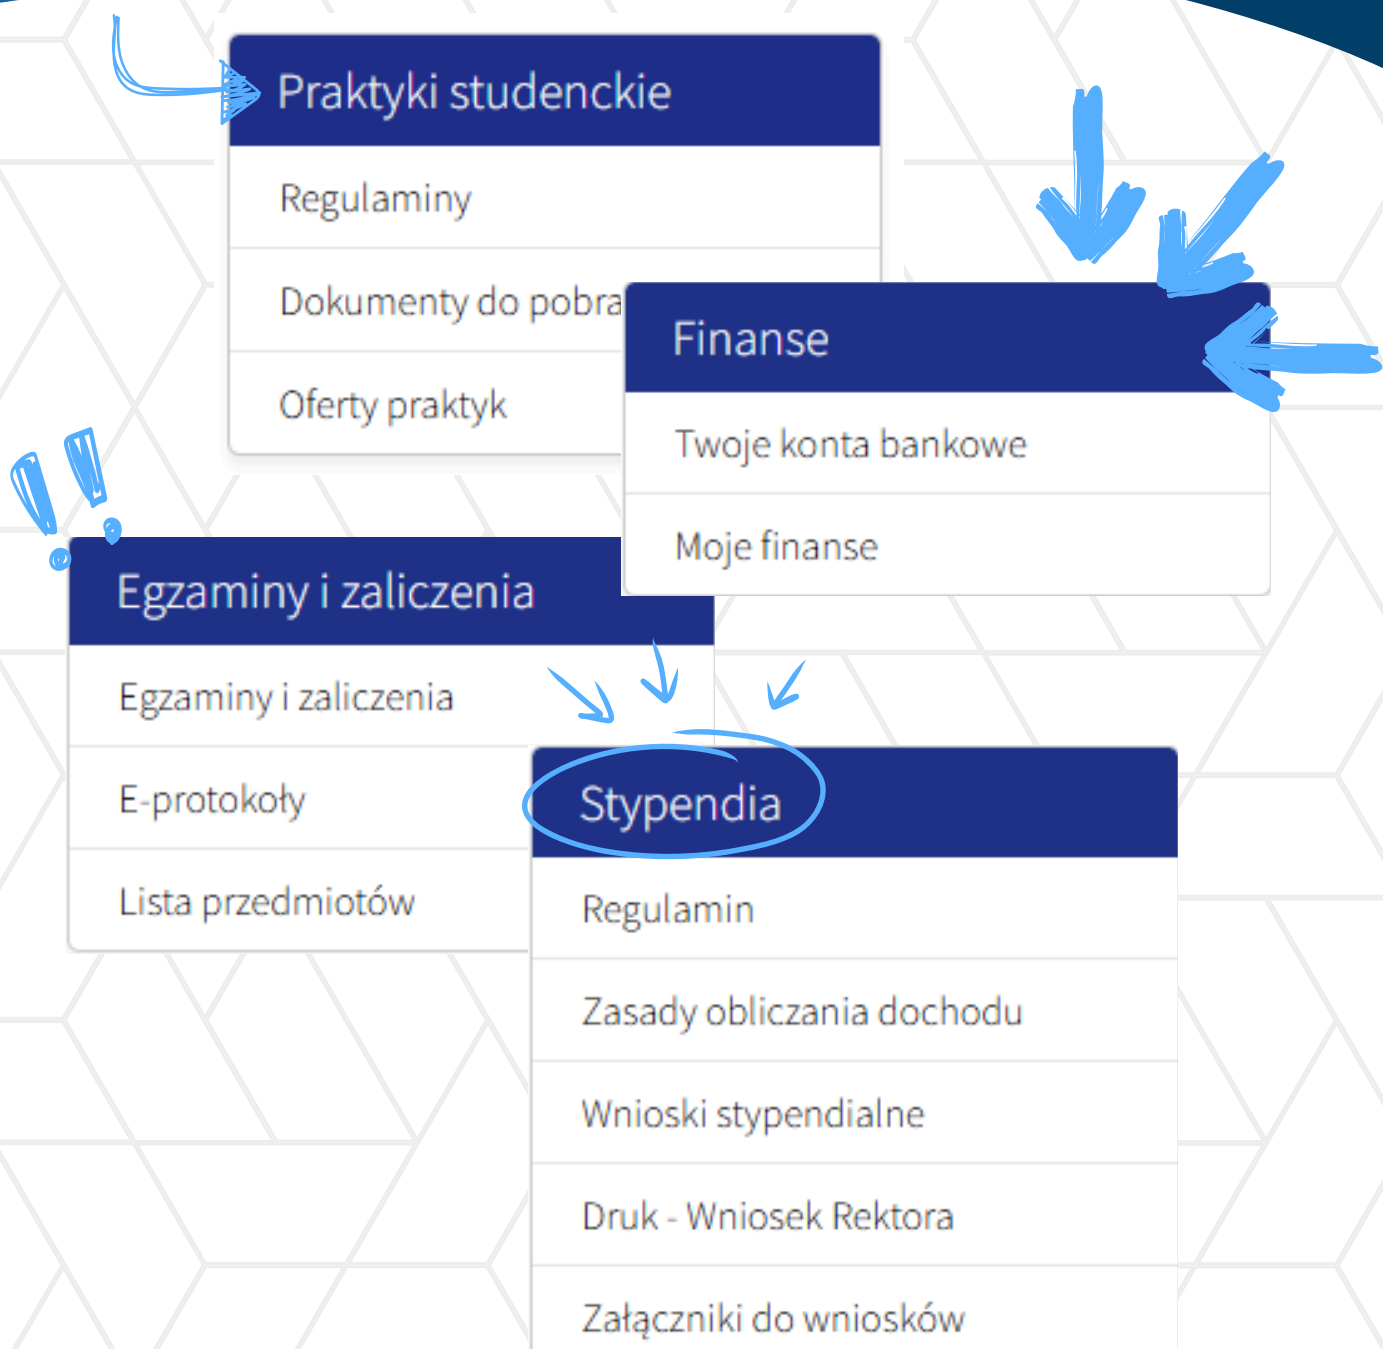 Praktyki studenckie
Regulaminy
Dokumenty do
Oferty praktyk
Finanse
Twoje konta bankowe
Moje finanse
Egzaminy i zaliczenia
Egzaminy i zaliczenia
E-protokoły
Lista przedmiotów
Stypendia
Regulamin
Zasady obliczania dochodu
Wnioski stypendialne
Druk - Wniosek Rektora
Załączniki do wniosków